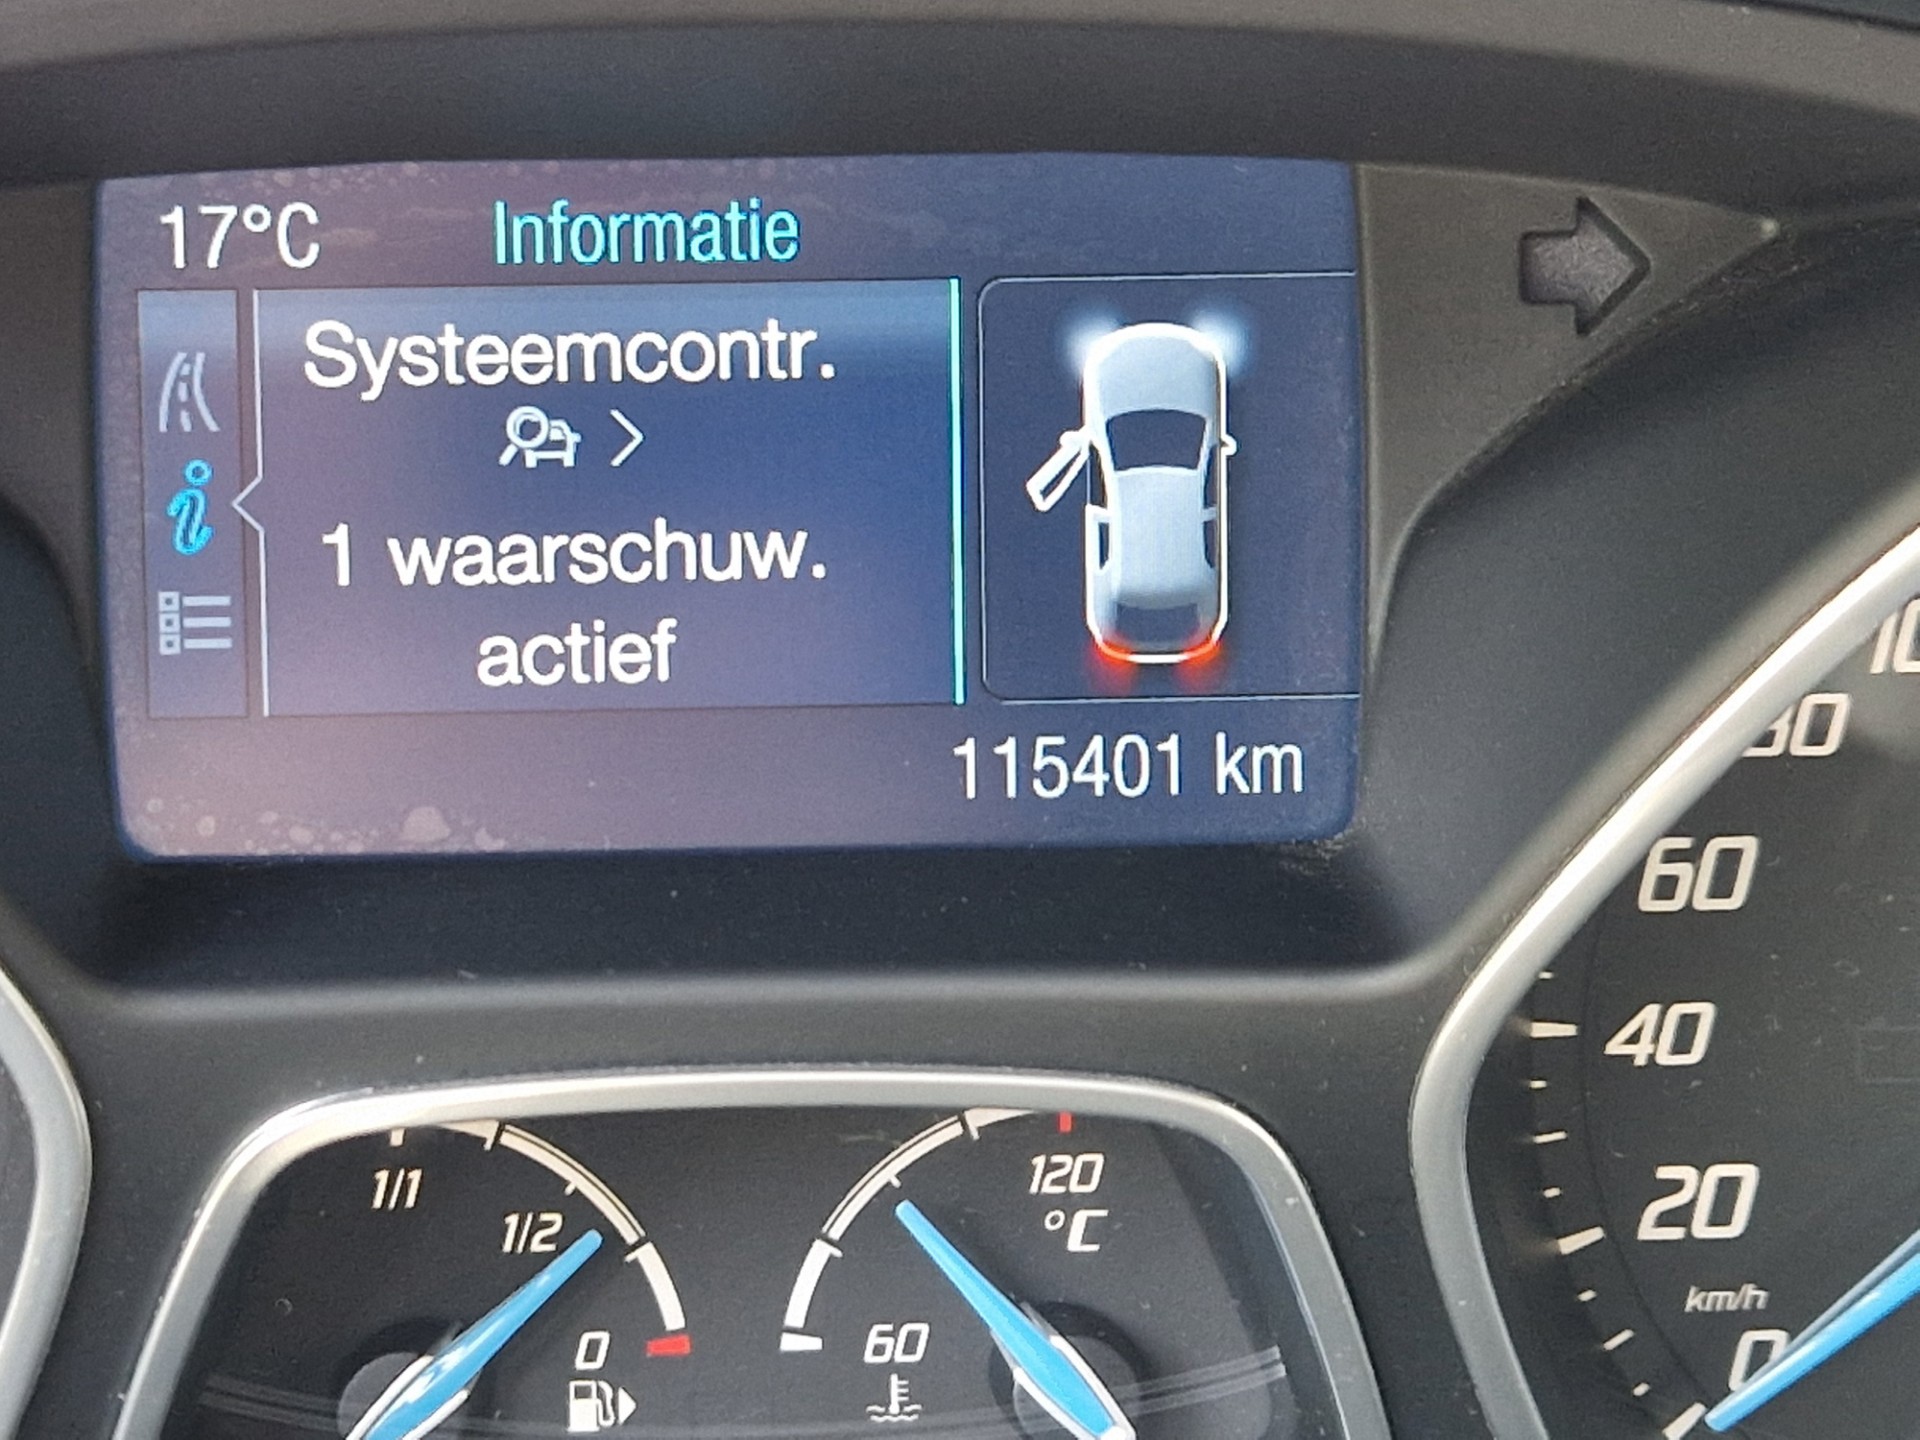 17°C Informatie
Systeemcontr.
1 waarschuw.
actief
115401 km
80
60
40
20
km/h
0
1/1
1/2
0
120
°C
60